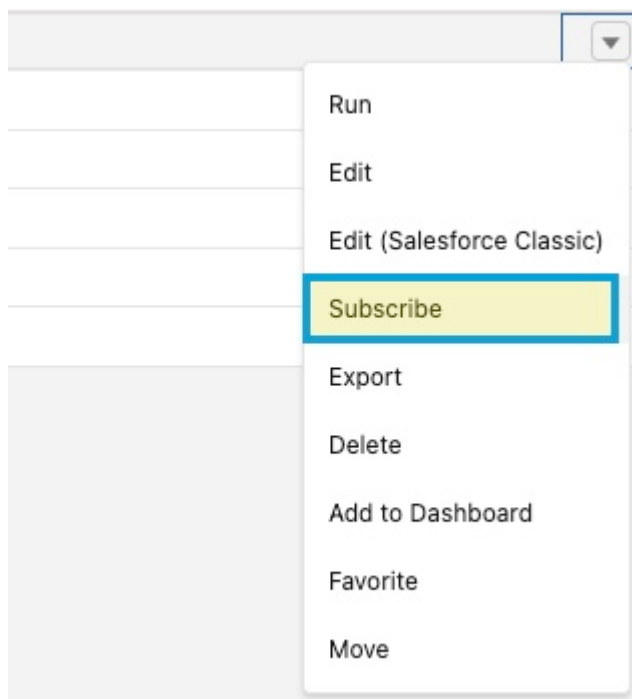 Run
Edit
Edit (Salesforce Classic)
Subscribe
Export
Delete
Add to Dashboard
Favorite
Move